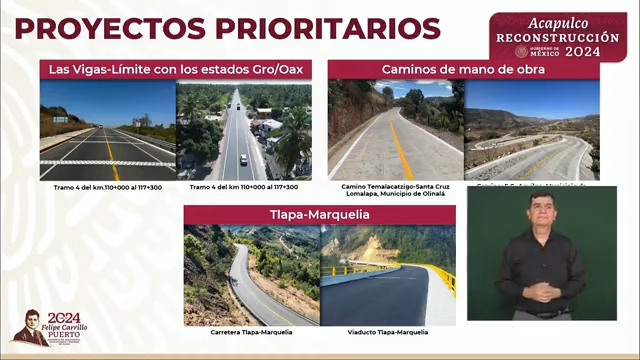 PROYECTOS PRIORITARIOS
Acapulco
RECONSTRUCCIÓN
GOBIERNO DE
MÉXICO 2024
Las Vigas-Límite con los estados Gro/Oax
Caminos de mano de obra
Tramo 4 del km.110+000 al 117+300
Tramo 4 del km 110+000 al 117+300
Camino Temalacatzigo-Santa Cruz
Lomalapa, Municipio de Olinalá
Municipio de
Tlapa-Marquelia
Carretera Tlapa-Marquelia
Viaducto Tlapa-Marquelia
2024
Felipe Carrillo
PUERTO